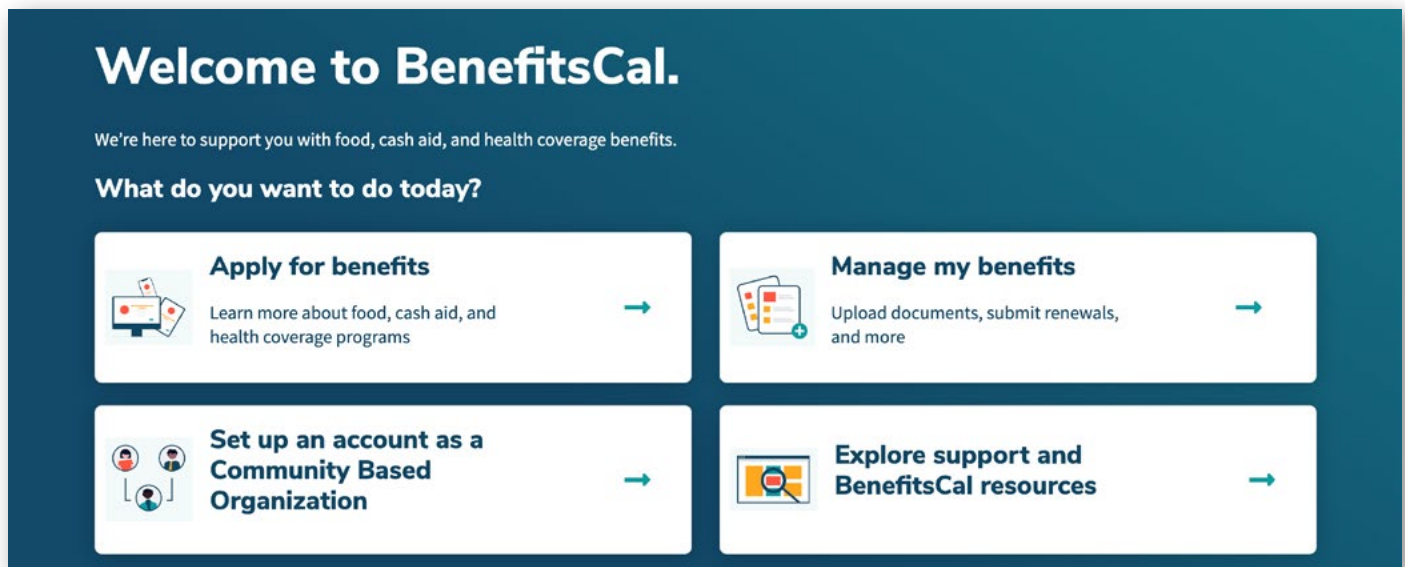 Welcome to BenefitsCal.
We're here to support you with food, cash aid, and health coverage benefits.
What do you want to do today?
Apply for benefits
Learn more about food, cash aid, and
health coverage programs
Manage my benefits
Upload documents, submit renewals,
and more
Set up an account as a
Community Based
Organization
Explore support and
BenefitsCal resources